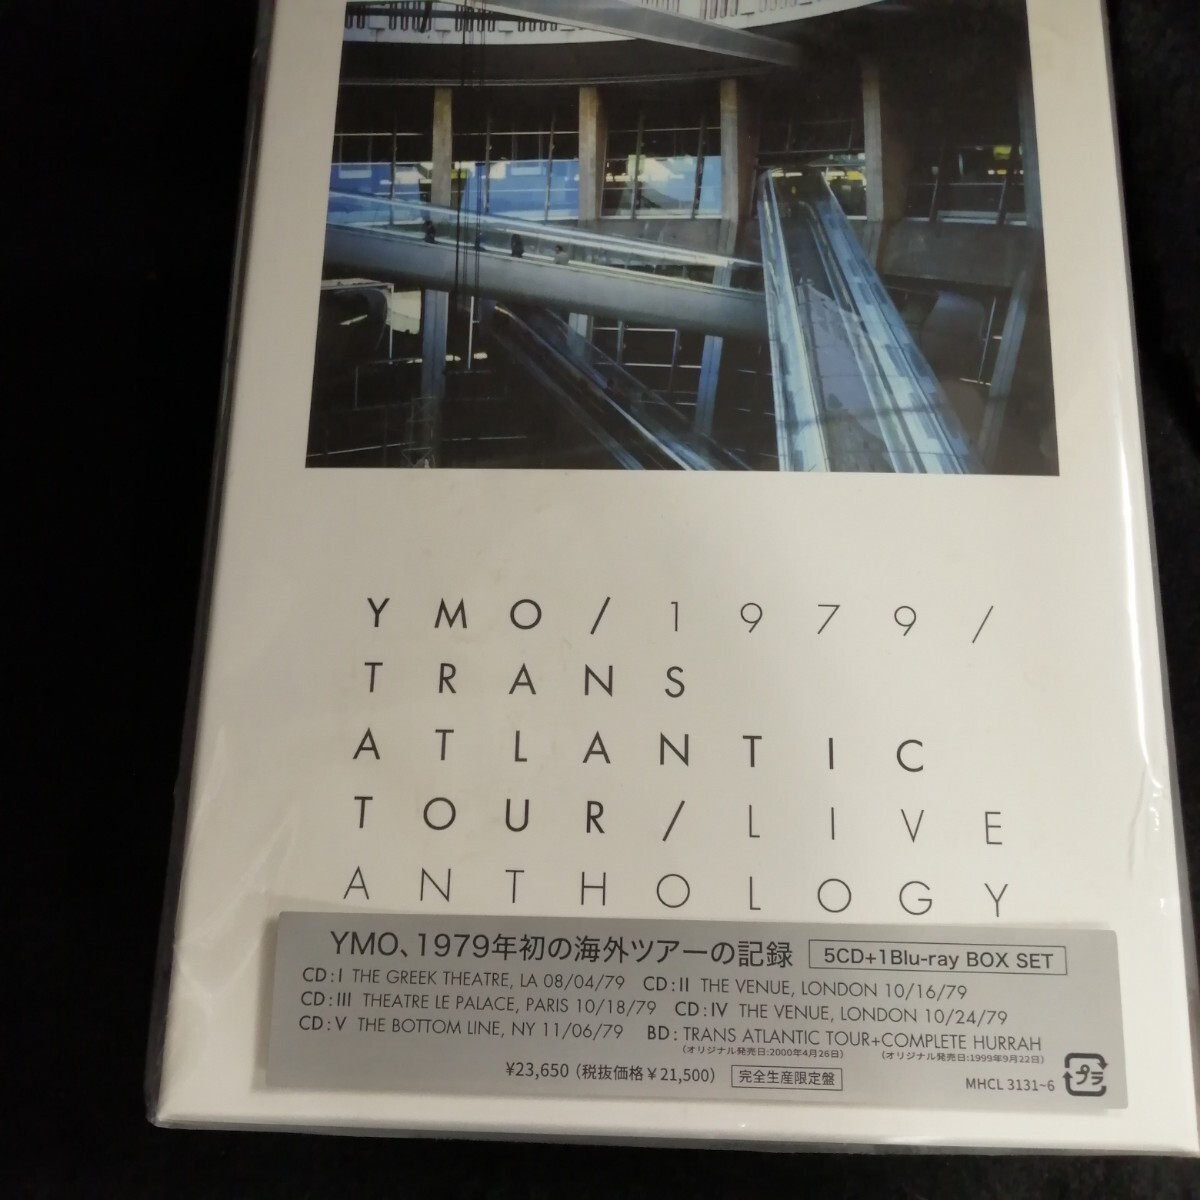 YMO/1979/
TRANS
ATLANTIC
TOUR/LIVE
ANTHOLOGY
YMO、1979年初の海外ツアーの記録 5CD+1Blu-ray BOX SET
CD:I THE GREEK THEATRE, LA 08/04/79 CD:II THE VENUE, LONDON 10/16/79
CD:III THEATRE LE PALACE, PARIS 10/18/79 CD:IV THE VENUE, LONDON 10/24/79
CD:V THE BOTTOM LINE, NY 11/06/79 BD:TRANS ATLANTIC TOUR+COMPLETE HURRAH
(オリジナル発売日:2000年4月26日) (オリジナル発売日:1999年9月22日)
¥23,650 (税抜価格¥21,500) 完全生産限定盤
MHCL 3131~6 プラ